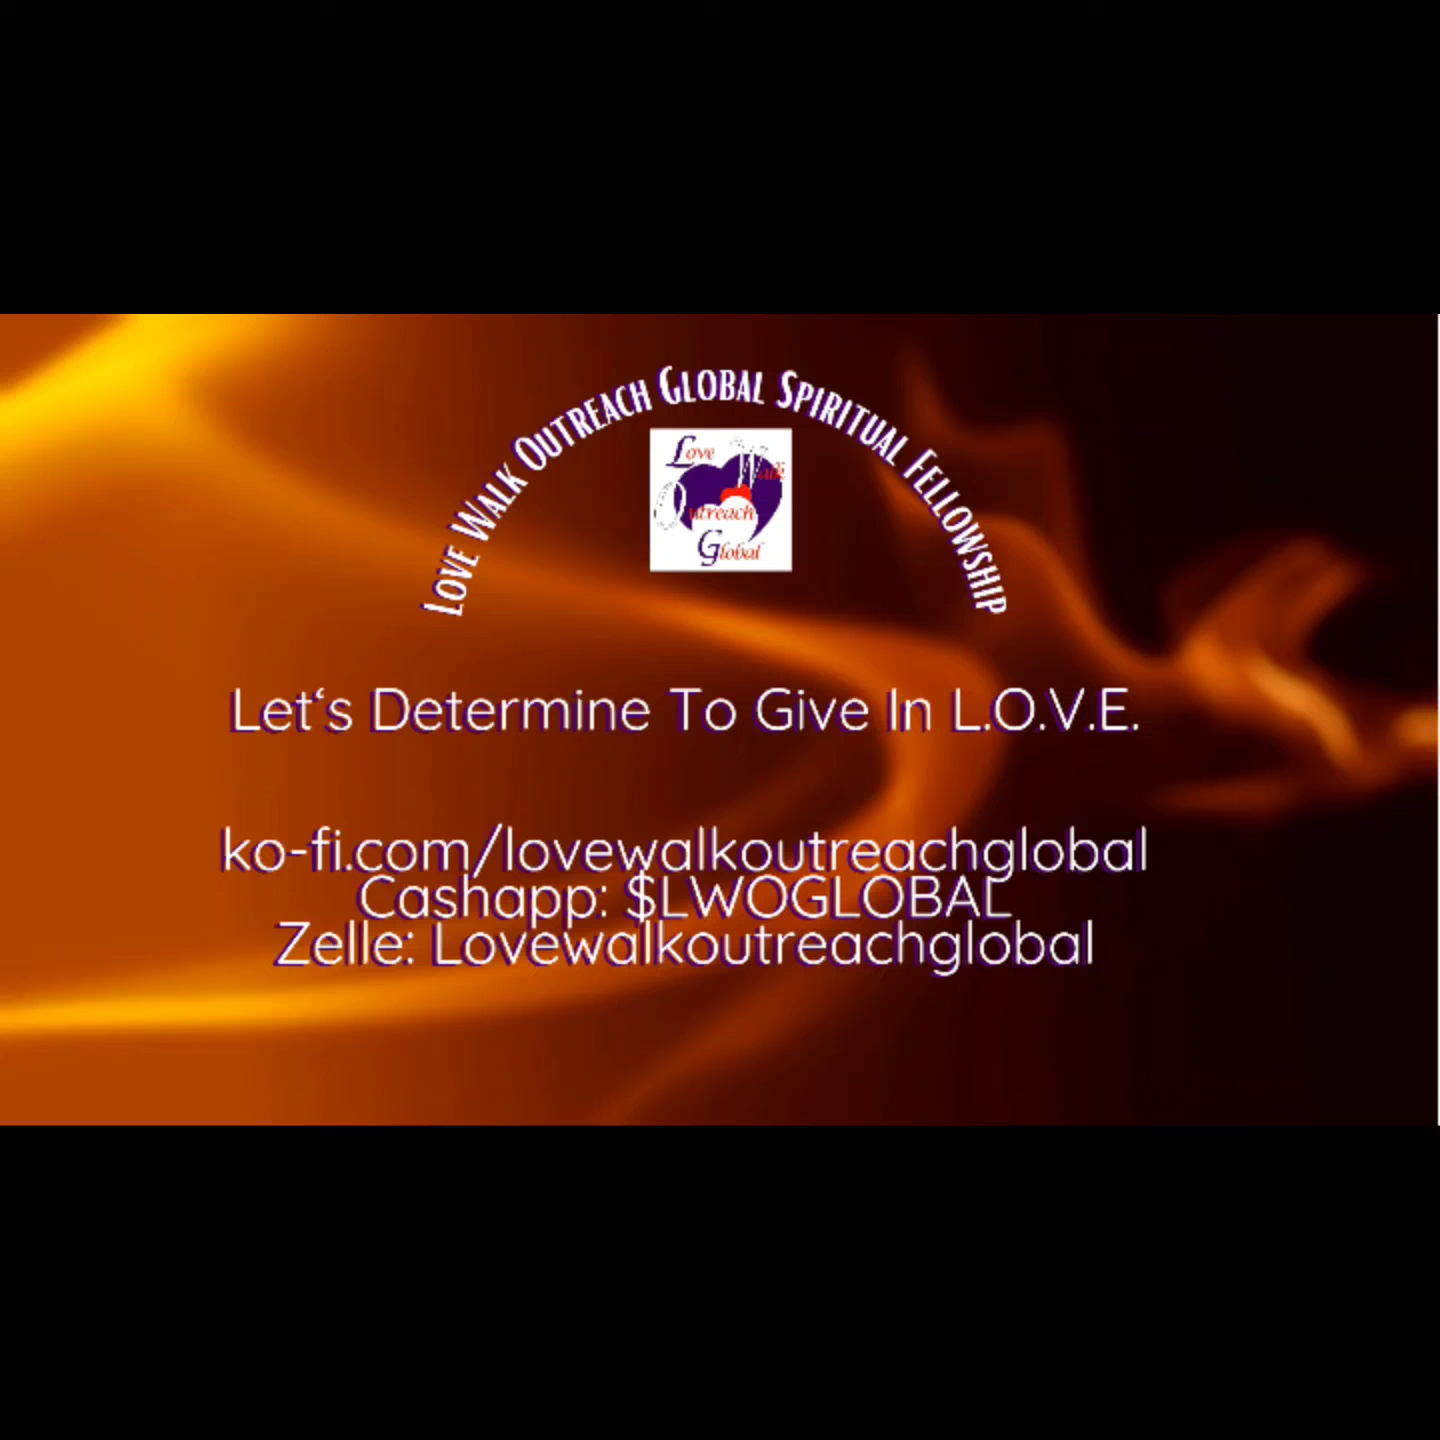 Love Walk Outreach Global Spiritual Fellowship
Love Walk
Outreach
Global
Let‘s Determine To Give In L.O.V.E.
ko-fi.com/lovewalkoutreachglobal
Cashapp: $LWOGLOBAL
Zelle: Lovewalkoutreachglobal